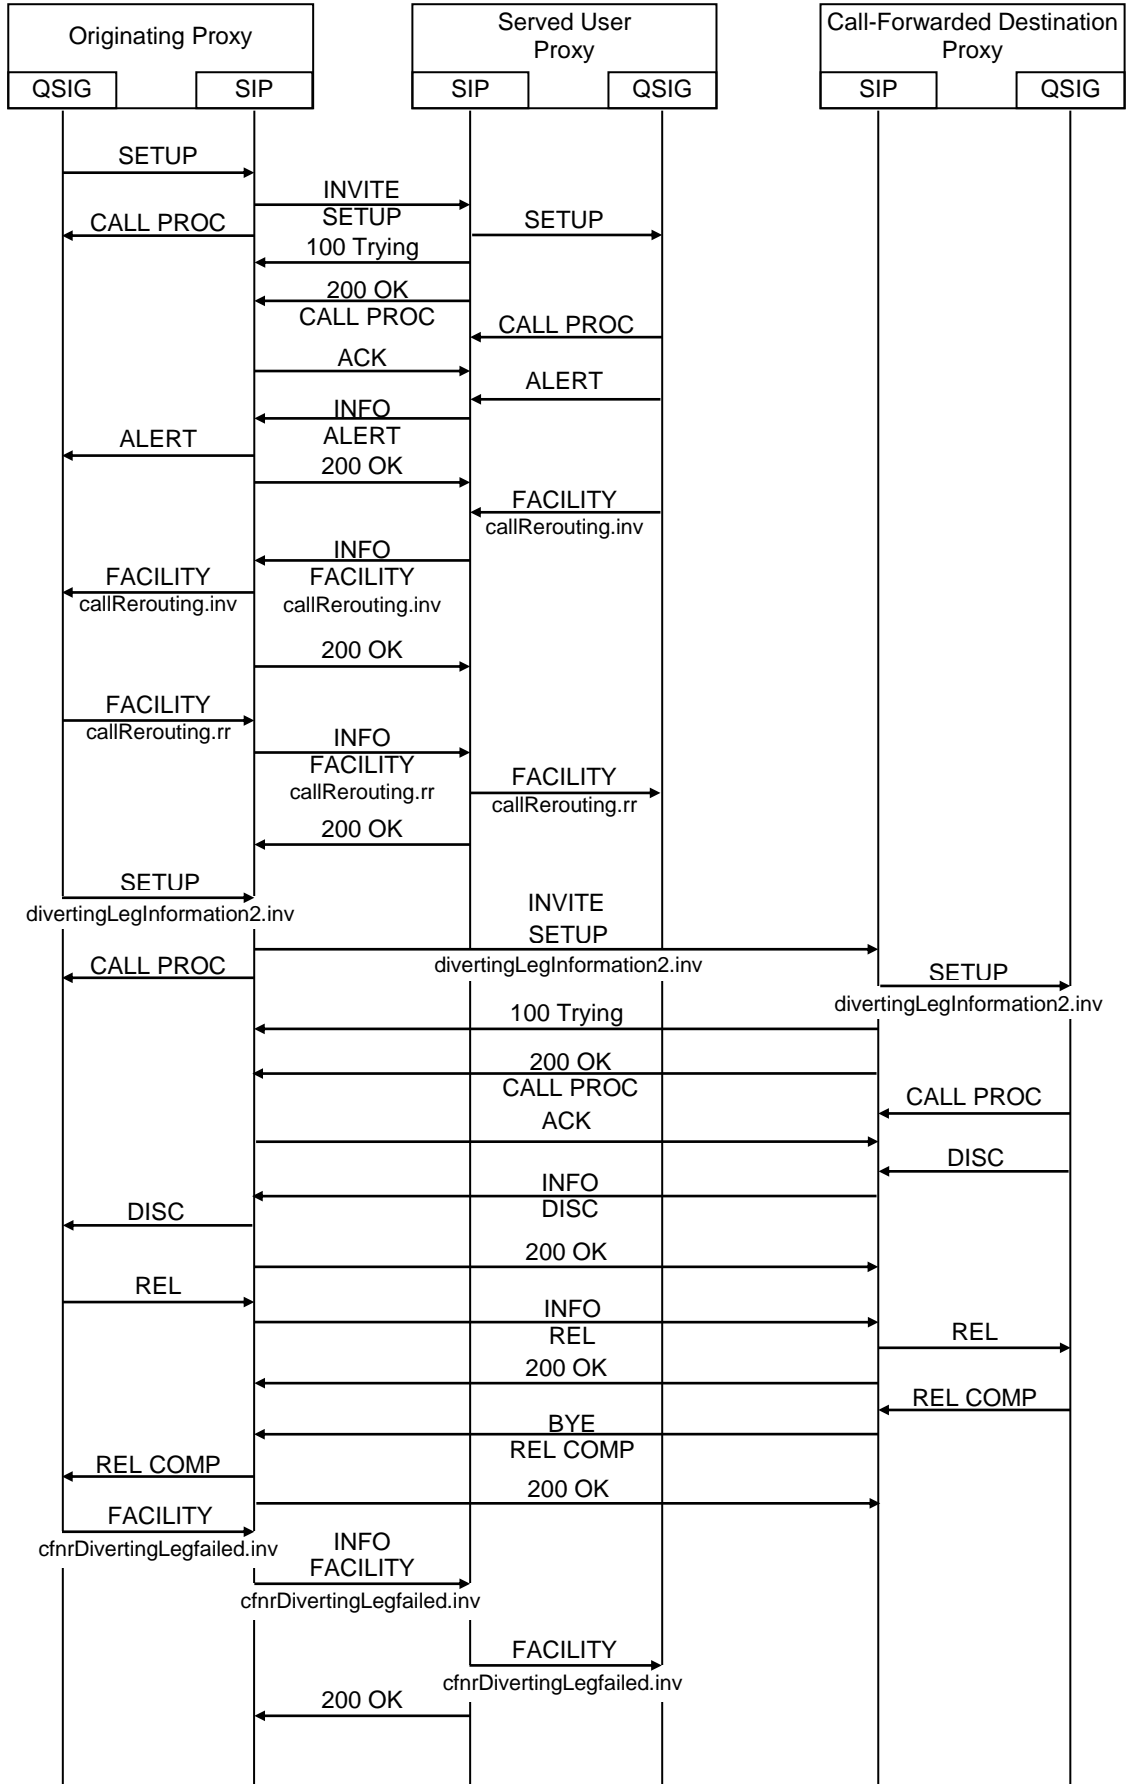 Originating Proxy
Served User
Proxy
Call-Forwarded Destination
Proxy
QSIG
SIP
SIP
QSIG
SIP
QSIG
SETUP
INVITE
SETUP
CALL PROC
SETUP
100 Trying
200 OK
CALL PROC
CALL PROC
ACK
ALERT
INFO
ALERT
ALERT
200 OK
FACILITY
callRerouting.inv
INFO
FACILITY
callRerouting.inv
FACILITY
callRerouting.inv
200 OK
FACILITY
callRerouting.rr
INFO
FACILITY
callRerouting.rr
FACILITY
callRerouting.rr
200 OK
SETUP
divertingLegInformation2.inv
INVITE
SETUP
divertingLegInformation2.inv
CALL PROC
SETUP
divertingLegInformation2.inv
100 Trying
200 OK
CALL PROC
CALL PROC
ACK
DISC
INFO
DISC
DISC
200 OK
REL
INFO
REL
REL
200 OK
REL COMP
BYE
REL COMP
REL COMP
200 OK
FACILITY
cfnrDivertingLegfailed.inv
INFO
FACILITY
cfnrDivertingLegfailed.inv
FACILITY
cfnrDivertingLegfailed.inv
200 OK